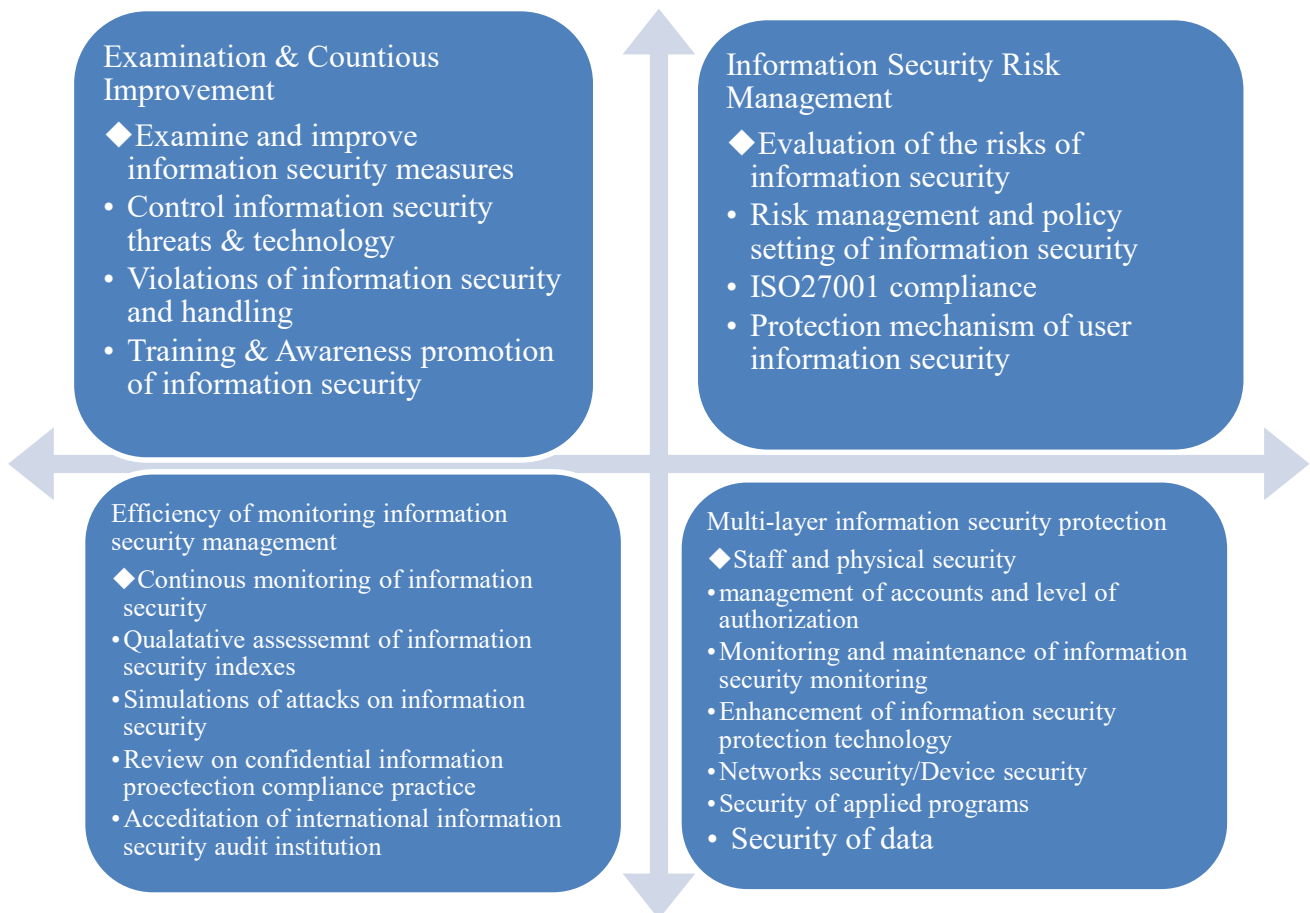 Examination & Countious
Improvement
◆Examine and improve
information security measures
• Control information security
threats & technology
• Violations of information security
and handling
• Training & Awareness promotion
of information security
Information Security Risk
Management
◆Evaluation of the risks of
information security
• Risk management and policy
setting of information security
• ISO27001 compliance
• Protection mechanism of user
information security
Efficiency of monitoring information
security management
◆Continous monitoring of information
security
•Qualatative assessemnt of information
security indexes
•Simulations of attacks on information
security
•Review on confidential information
proectection compliance practice
•Acceditation of international information
security audit institution
Multi-layer information security protection
◆Staff and physical security
•management of accounts and level of
authorization
•Monitoring and maintenance of information
security monitoring
•Enhancement of information security
protection technology
•Networks security/Device security
•Security of applied programs
• Security of data